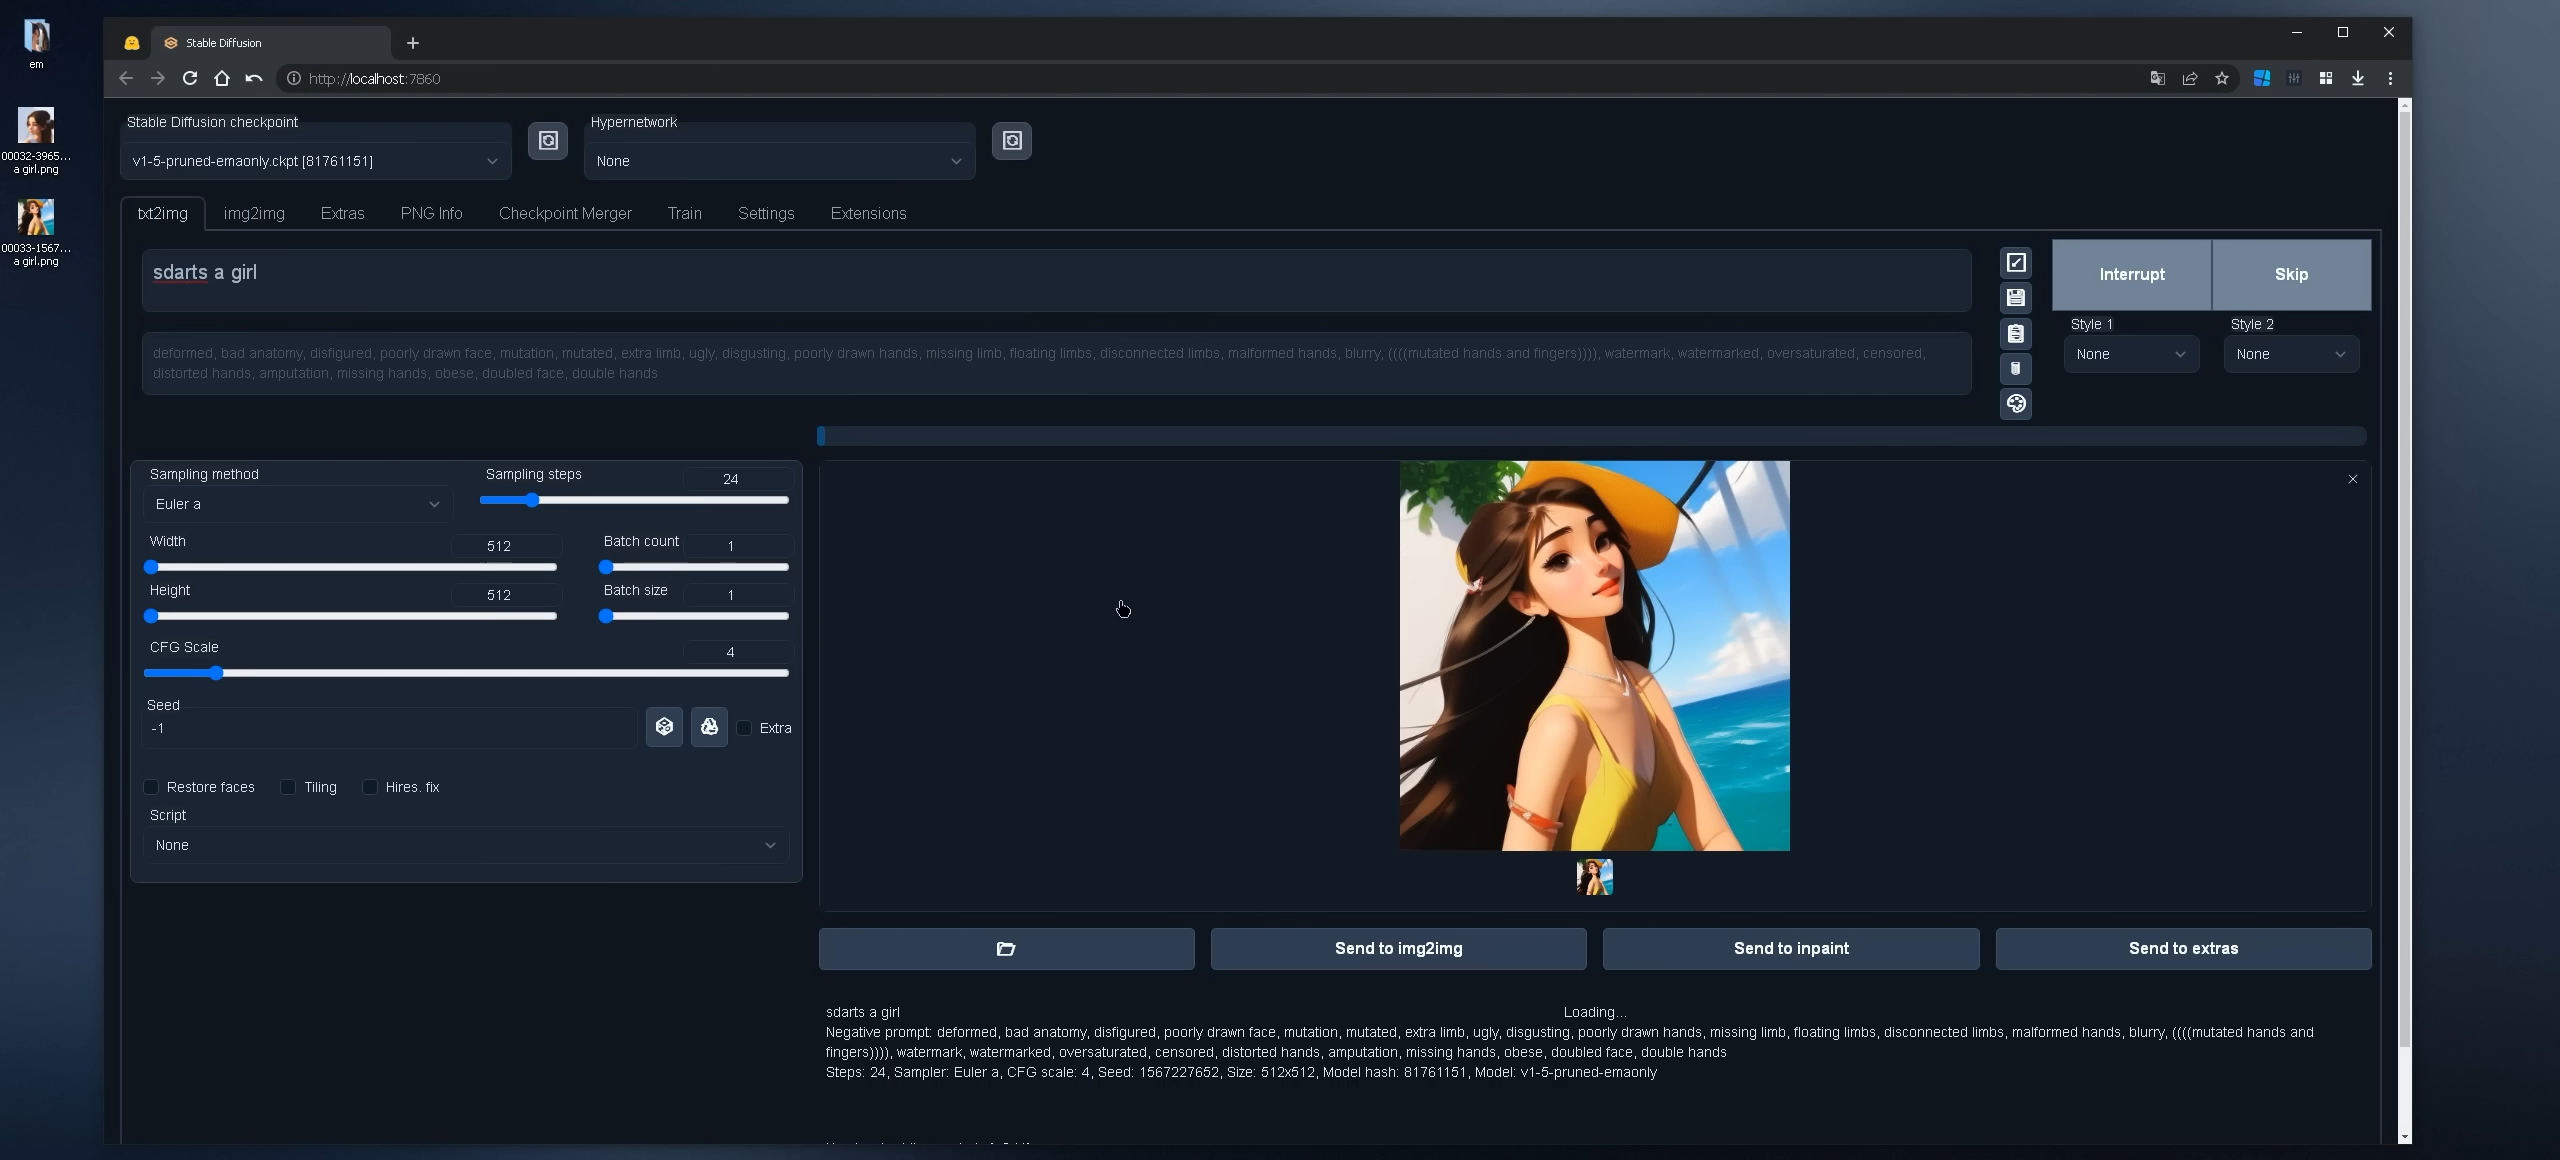 em
00032-3965...
a girl.png
00033-1567...
a girl.png
Stable Diffusion
http://localhost:7860
Stable Diffusion checkpoint
v1-5-pruned-emaonly.ckpt [81761151]
Hypernetwork
None
txt2img
img2img
Extras
PNG Info
Checkpoint Merger
Train
Settings
Extensions
sdarts a girl
deformed, bad anatomy, disfigured, poorly drawn face, mutation, mutated, extra limb, ugly, disgusting, poorly drawn hands, missing limb, floating limbs, disconnected limbs, malformed hands, blurry, ((((mutated hands and fingers)))), watermark, watermarked, oversaturated, censored,
distorted hands, amputation, missing hands, obese, doubled face, double hands
Interrupt
Skip
Style 1
Style 2
None
None
Sampling method
Euler a
Sampling steps
24
Width
512
Batch count
1
Height
512
Batch size
1
CFG Scale
4
Seed
-1
Extra
Restore faces
Tiling
Hires. fix
Script
None
Send to img2img
Send to inpaint
Send to extras
sdarts a girl
Loading...
Negative prompt: deformed, bad anatomy, disfigured, poorly drawn face, mutation, mutated, extra limb, ugly, disgusting, poorly drawn hands, missing limb, floating limbs, disconnected limbs, malformed hands, blurry, ((((mutated hands and
fingers)))), watermark, watermarked, oversaturated, censored, distorted hands, amputation, missing hands, obese, doubled face, double hands
Steps: 24, Sampler: Euler a, CFG scale: 4, Seed: 1567227652, Size: 512x512, Model hash: 81761151, Model: v1-5-pruned-emaonly